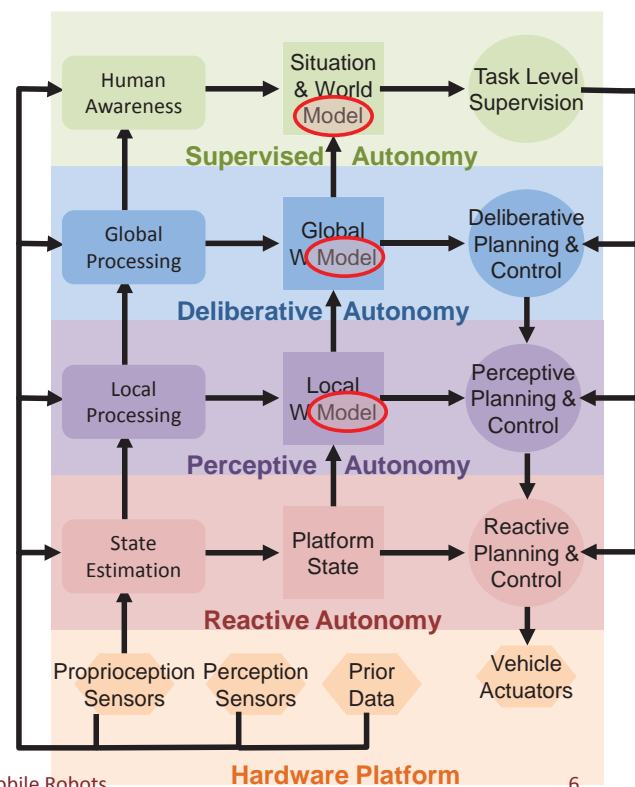 Human
Awareness
Situation
& World
Model
Task Level
Supervision
Supervised Autonomy
Global
Processing
Global
W Model
Deliberative
Planning &
Control
Deliberative Autonomy
Local
Processing
Local
W Model
Perceptive
Planning &
Control
Perceptive Autonomy
State
Estimation
Platform
State
Reactive
Planning &
Control
Reactive Autonomy
Proprioception
Sensors
Perception
Sensors
Prior
Data
Vehicle
Actuators
Hardware Platform
Robots
6